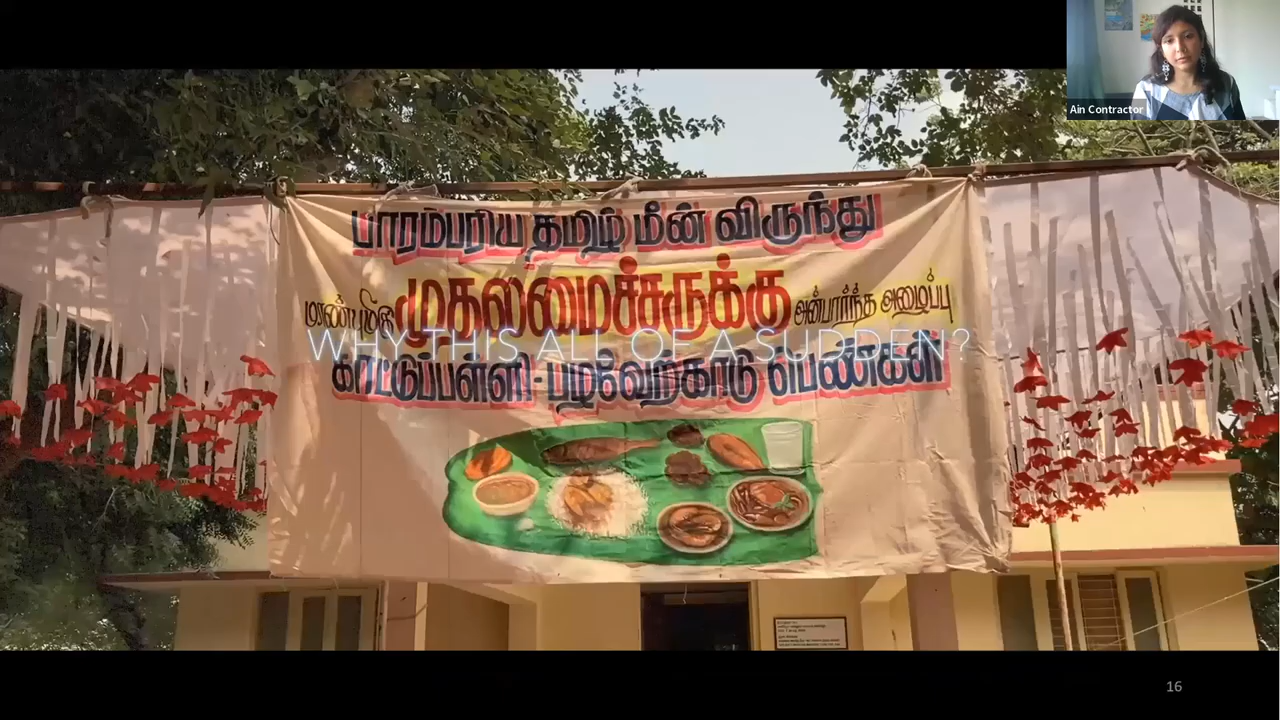 Ain Contractor
பாரம்பரிய தமிழ் மீன் விருந்து
மாண்புமிகு முதலமைச்சருக்கு அன்பார்ந்த அழைப்பு
WHY THIS ALL OF A SUDDEN?
காட்டுப்பள்ளி - பழவேற்காடு பெண்கள்
16